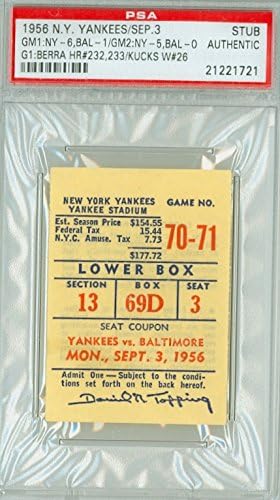 PSA
1956 N.Y. YANKEES/SEP.3 STUB
GM1:NY-6,BAL-1/GM2:NY-5,BAL-0 AUTHENTIC
G1:BERRA HR#232,233/KUCKS W#26
21221721
NEW YORK YANKEES GAME NO.
YANKEE STADIUM
Est. Season Price $154.55 70-71
Federal Tax 15.44
N.Y.C. Amuse. Tax 7.73
$177.72
LOWER BOX
SECTION BOX SEAT
13 69D 3
SEAT COUPON
YANKEES vs. BALTIMORE
MON., SEPT. 3, 1956
Admit One - Subject to the conditions
set forth on the back hereof.
Daniel R Topping